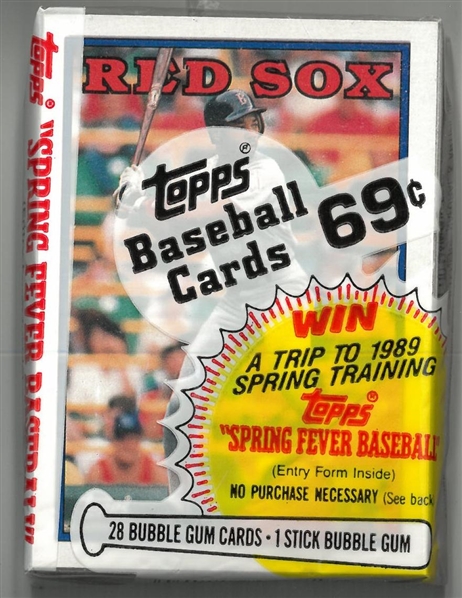 RED SOX
topps®
Baseball
Cards
69¢
WIN
A TRIP TO 1989
SPRING TRAINING
topps®
"SPRING FEVER BASEBALL"
(Entry Form Inside)
NO PURCHASE NECESSARY (See back
28 BUBBLE GUM CARDS • 1 STICK BUBBLE GUM
topps® "SPRING FEVER
B